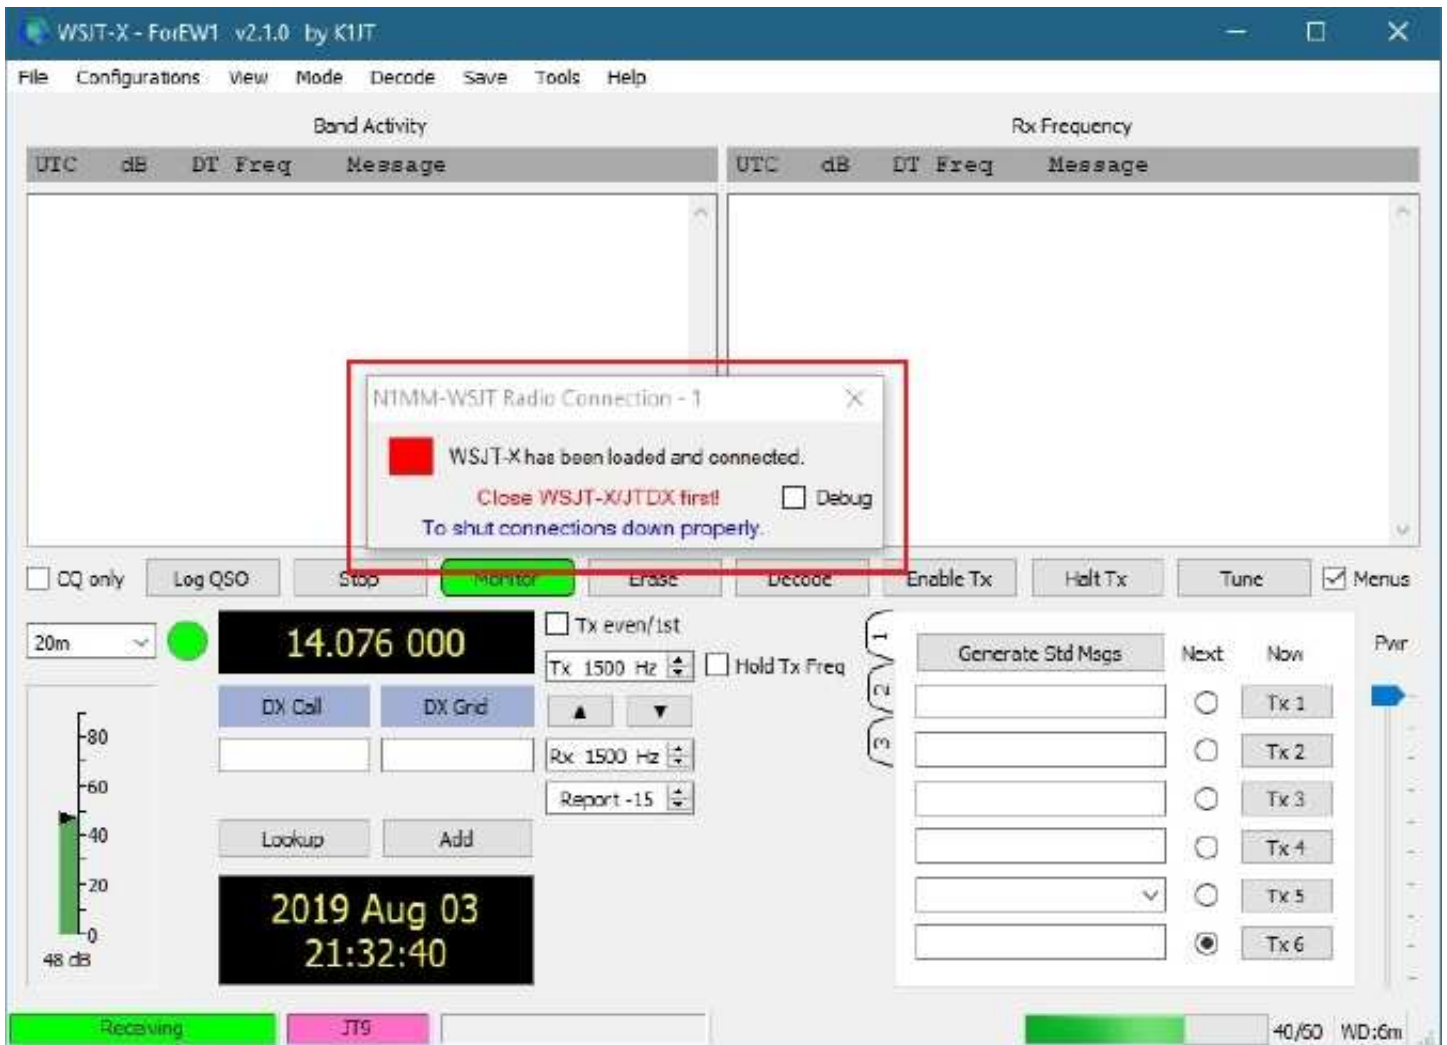 WSJT-X - ForEW1 v2.1.0 by K1JT
File Configurations View Mode Decode Save Tools Help
Band Activity
Rx Frequency
UTC dB DT Freq Message
UTC dB DT Freq Message
N1MM-WSJT Radio Connection - 1
WSJT-X has been loaded and connected.
Close WSJT-X/JTDX first!
Debug
To shut connections down properly.
CQ only Log QSO Stop Monitor Erase Decode Enable Tx Halt Tx Tune Menus
20m
14.076 000
Tx even/1st
Tx 1500 Hz
Hold Tx Freq
DX Call DX Grid
Rx 1500 Hz
Report -15
Lookup Add
2019 Aug 03
21:32:40
80
60
40
20
0
48 dB
1
2
3
Generate Std Msgs Next Now Pwr
Tx 1
Tx 2
Tx 3
Tx 4
Tx 5
Tx 6
Receiving JT9 40/50 WD:6m